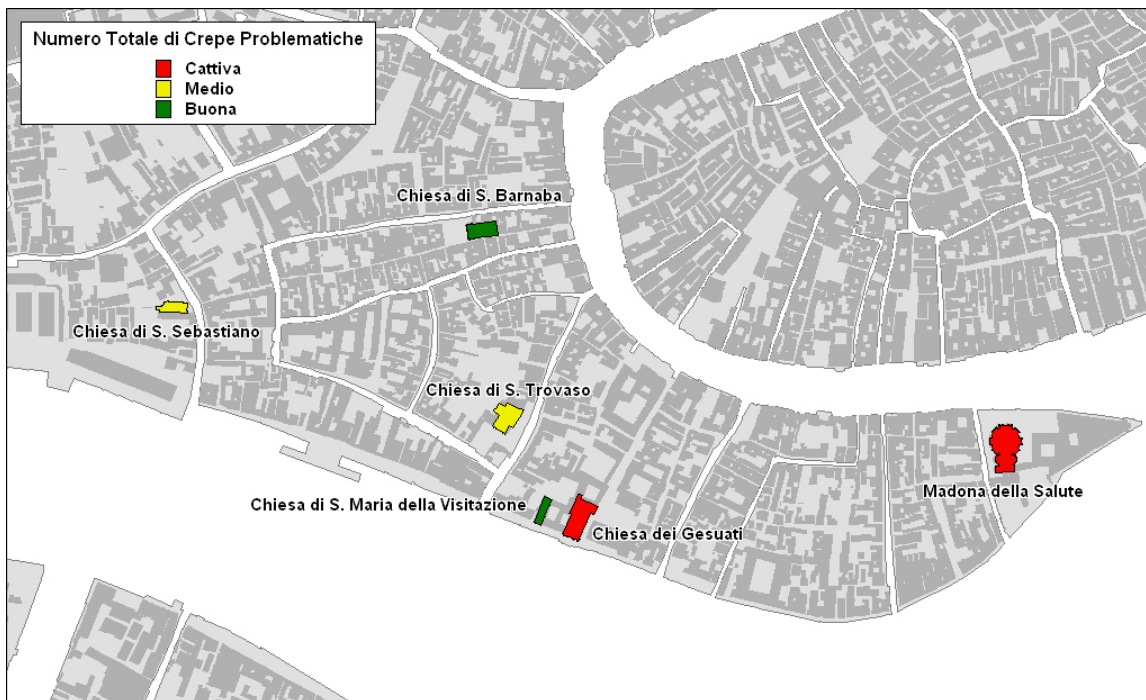 Numero Totale di Crepe Problematiche
Cattiva
Medio
Buona
Chiesa di S. Barnaba
Chiesa di S. Sebastiano
Chiesa di S. Trovaso
Madona della Salute
Chiesa di S. Maria della Visitazione
Chiesa dei Gesuati